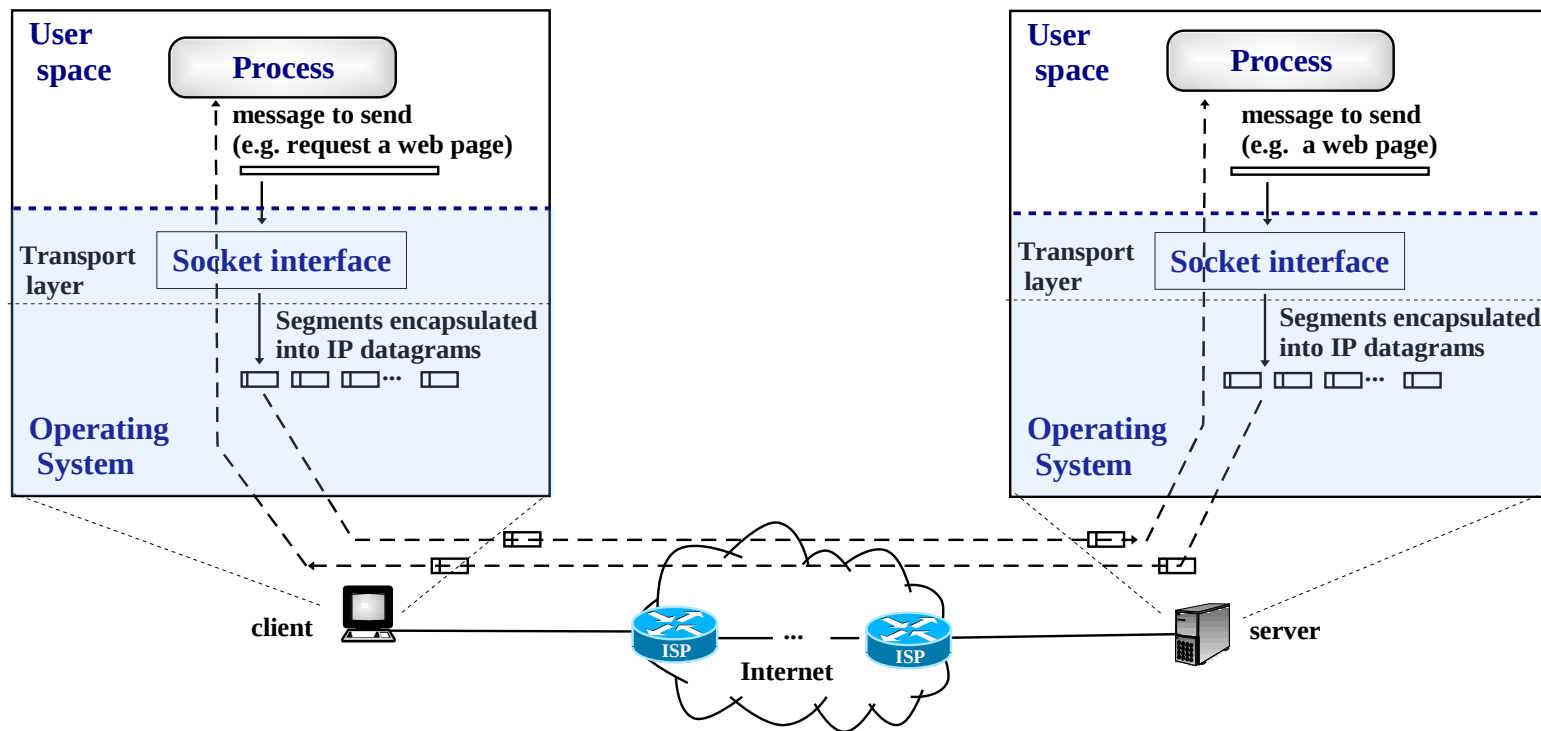 User
space
Process
message to send
(e.g. request a web page)
Transport
layer
Socket interface
Segments encapsulated
into IP datagrams
...
Operating
System
User
space
Process
message to send
(e.g. a web page)
Transport
layer
Socket interface
Segments encapsulated
into IP datagrams
...
Operating
System
client
ISP
...
ISP
Internet
server